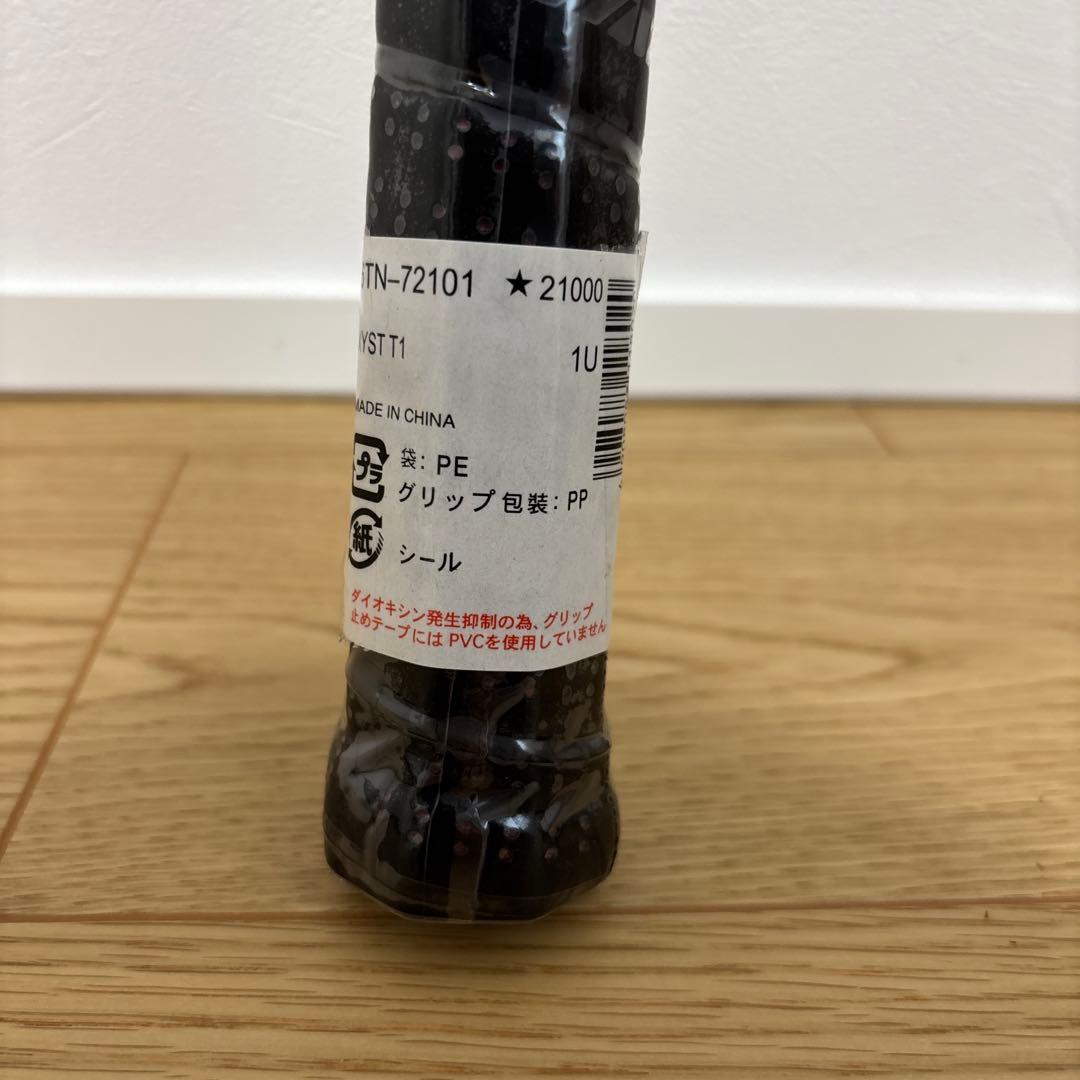 TN–72101 ★21000
YST T1
1U
MADE IN CHINA
プラ
袋: PE
グリップ包装: PP
紙
シール
ダイオキシン発生抑制の為、グリップ
止めテープには PVCを使用していません